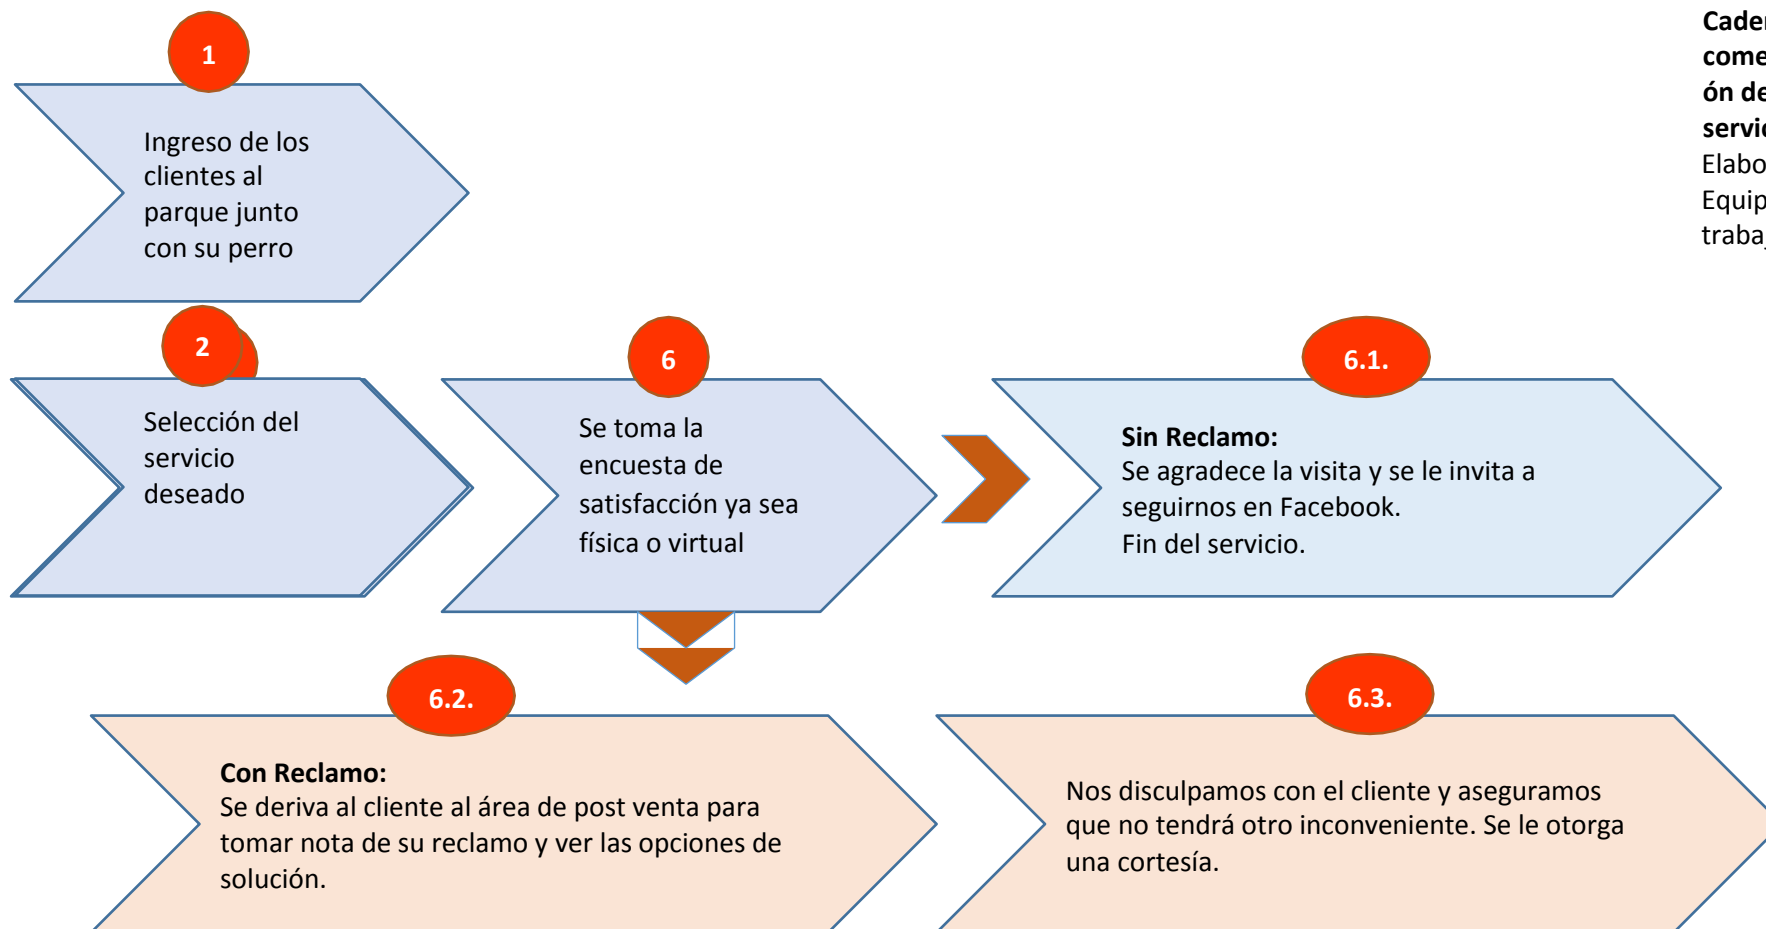 1
Ingreso de los
clientes al
parque junto
con su perro
2
Selección del
servicio
deseado
6
Se toma la
encuesta de
satisfacción ya sea
física o virtual
6.1.
Sin Reclamo:
Se agradece la visita y se le invita a
seguirnos en Facebook.
Fin del servicio.
6.2.
Con Reclamo:
Se deriva al cliente al área de post venta para
tomar nota de su reclamo y ver las opciones de
solución.
6.3.
Nos disculpamos con el cliente y aseguramos
que no tendrá otro inconveniente. Se le otorga
una cortesía.
ón de